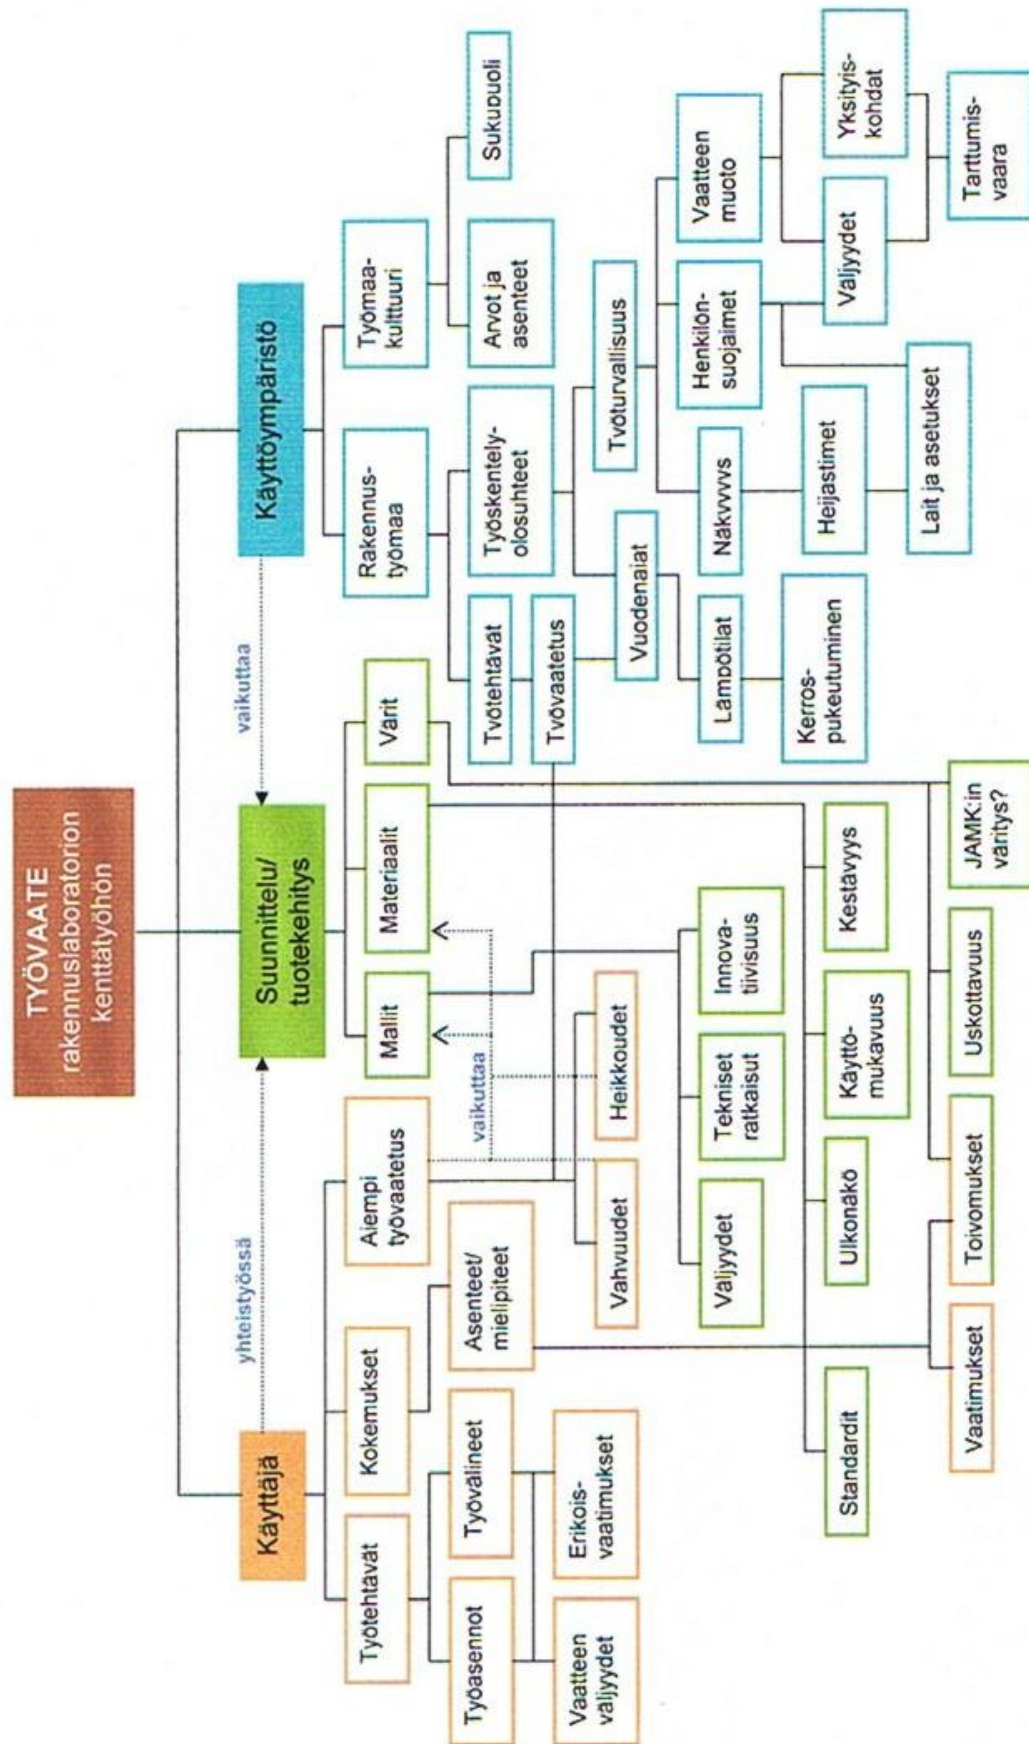 TYÖVAATE
rakennuslaboratorion
kenttätyöhön
yhteistyössä
vaikuttaa
Käyttäjä
Suunnittelu/
tuotekehitys
Käyttöympäristö
Työtehtävät
Kokemukset
Aiempi
työvaatetus
Mallit
Materiaalit
Värit
Rakennus-
työmaa
Työmaa-
kulttuuri
Työasennot
Työvälineet
Asenteet/
mielipiteet
vaikuttaa
Työtehtävät
Työskentely-
olosuhteet
Arvot ja
asenteet
Sukupuoli
Työvaatetus
Vaatteen
väljyydet
Erikois-
vaatimukset
Vahvuudet
Heikkoudet
Vuodenajat
Työturvallisuus
Väljyydet
Tekniset
ratkaisut
Innova-
tiivisuus
Lämpötilat
Näkyvyys
Henkilön-
suojaimet
Vaatteen
muoto
Standardit
Ulkonäkö
Käyttö-
mukavuus
Kestävyys
Kerros-
pukeutuminen
Heijastimet
Väljyydet
Yksityis-
kohdat
Vaatimukset
Toivomukset
Uskottavuus
JAMK:in
väritys?
Lait ja asetukset
Tarttumis-
vaara